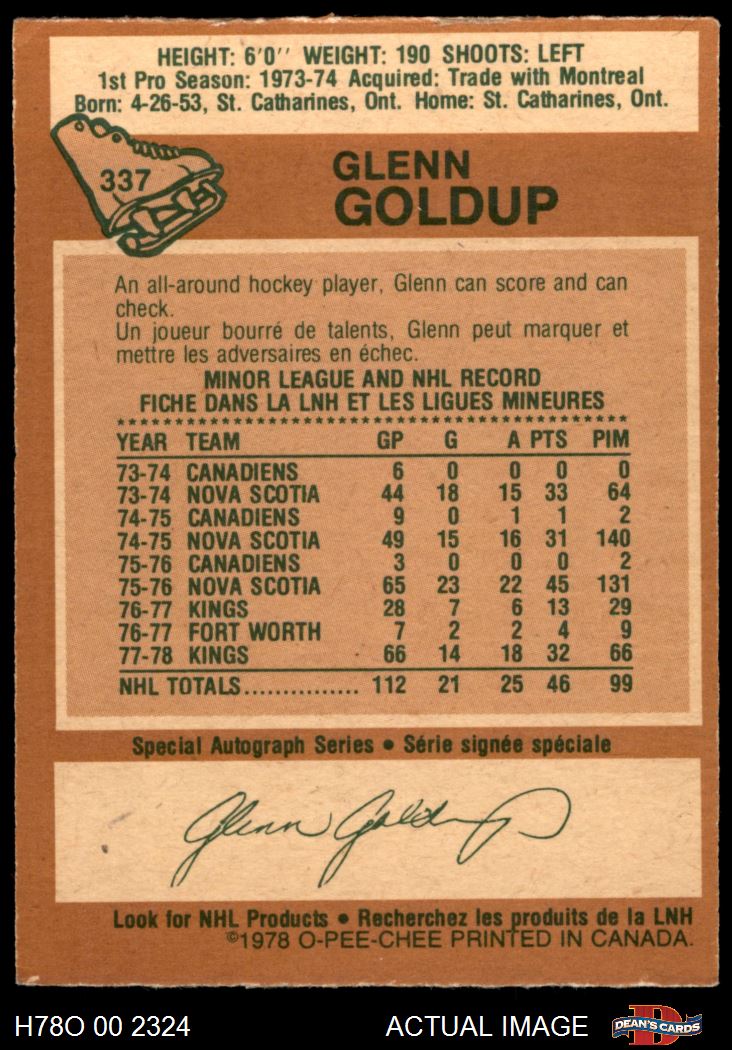 HEIGHT: 6'0'' WEIGHT: 190 SHOOTS: LEFT
1st Pro Season: 1973-74 Acquired: Trade with Montreal
Born: 4-26-53, St. Catharines, Ont. Home: St. Catharines, Ont.
337
GLENN
GOLDUP
An all-around hockey player, Glenn can score and can
check.
Un joueur bourré de talents, Glenn peut marquer et
mettre les adversaires en échec.
MINOR LEAGUE AND NHL RECORD
FICHE DANS LA LNH ET LES LIGUES MINEURES
YEAR TEAM GP G A PTS PIM
73-74 CANADIENS 6 0 0 0 0
73-74 NOVA SCOTIA 44 18 15 33 64
74-75 CANADIENS 9 0 1 1 2
74-75 NOVA SCOTIA 49 15 16 31 140
75-76 CANADIENS 3 0 0 0 2
75-76 NOVA SCOTIA 65 23 22 45 131
76-77 KINGS 28 7 6 13 29
76-77 FORT WORTH 7 2 2 4 9
77-78 KINGS 66 14 18 32 66
NHL TOTALS............... 112 21 25 46 99
Special Autograph Series • Série signée spéciale
Glenn Goldup
Look for NHL Products • Recherchez les produits de la LNH
©1978 O-PEE-CHEE PRINTED IN CANADA.
H78O 00 2324 ACTUAL IMAGE DEAN'S CARDS